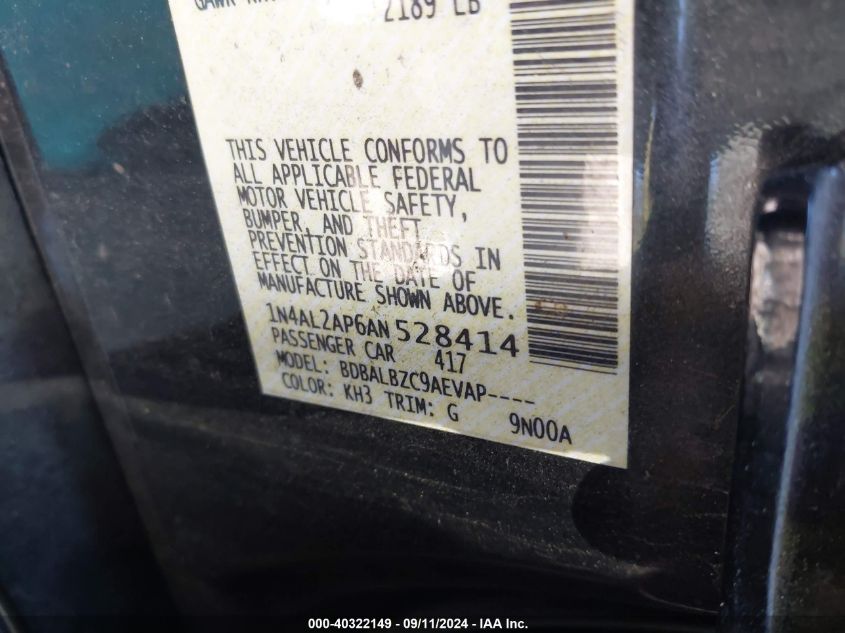 2189 LB
THIS VEHICLE CONFORMS TO
ALL APPLICABLE FEDERAL
MOTOR VEHICLE SAFETY,
BUMPER, AND THEFT
PREVENTION STANDARDS IN
EFFECT ON THE DATE OF
MANUFACTURE SHOWN ABOVE.
1N4AL2AP6AN528414
PASSENGER CAR 417
MODEL: BDBALBZC9AEVAP----
COLOR: KH3 TRIM: G 9N00A
000-40322149 - 09/11/2024 - IAA Inc.